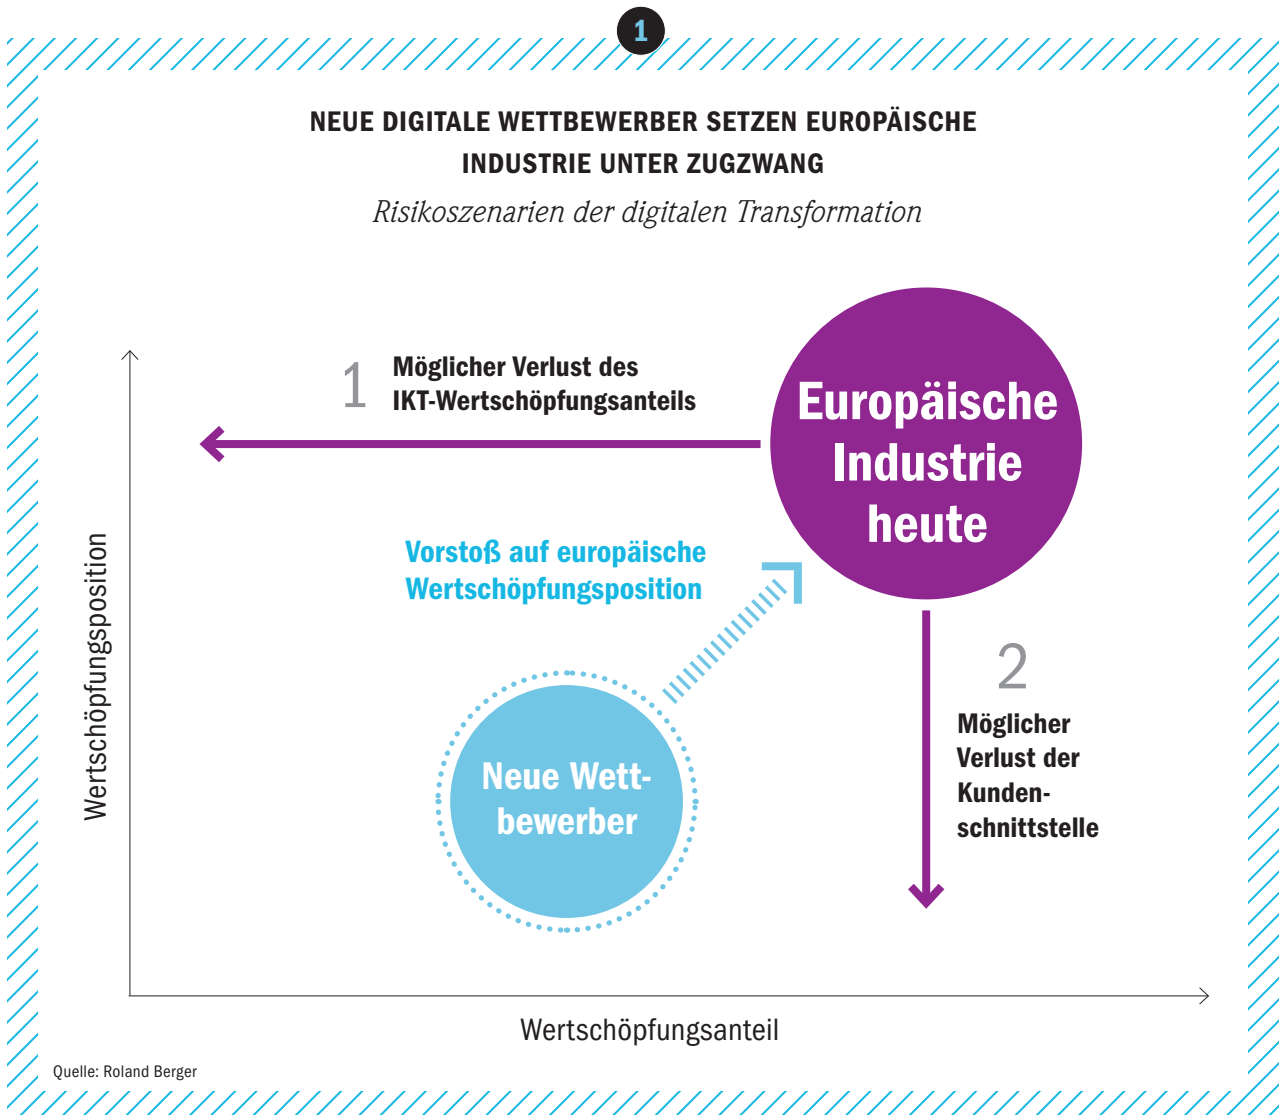 1
NEUE DIGITALE WETTBEWERBER SETZEN EUROPÄISCHE
INDUSTRIE UNTER ZUGZWANG
Risikoszenarien der digitalen Transformation
1
Möglicher Verlust des
IKT-Wertschöpfungsanteils
Europäische
Industrie
heute
Vorstoß auf europäische
Wertschöpfungsposition
2
Möglicher
Verlust der
Kunden-
schnittstelle
Neue Wett-
bewerber
Wertschöpfungsposition
Wertschöpfungsanteil
Quelle: Roland Berger